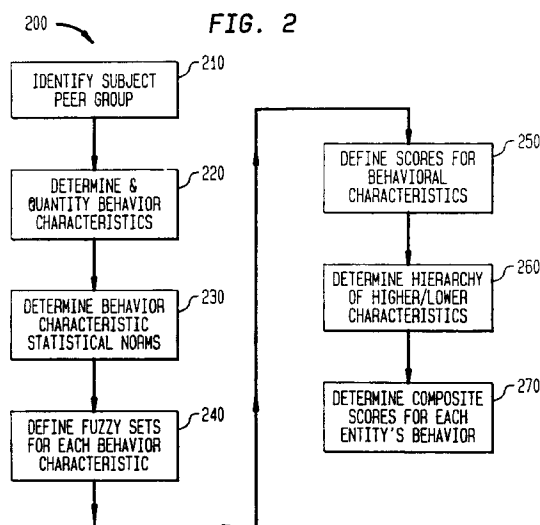 FIG. 2
200
210
IDENTIFY SUBJECT
PEER GROUP
220
DETERMINE &
QUANTITY BEHAVIOR
CHARACTERISTICS
230
DETERMINE BEHAVIOR
CHARACTERISTIC
STATISTICAL NORMS
240
DEFINE FUZZY SETS
FOR EACH BEHAVIOR
CHARACTERISTIC
250
DEFINE SCORES FOR
BEHAVIORAL
CHARACTERISTICS
260
DETERMINE HIERARCHY
OF HIGHER/LOWER
CHARACTERISTICS
270
DETERMINE COMPOSITE
SCORES FOR EACH
ENTITY'S BEHAVIOR